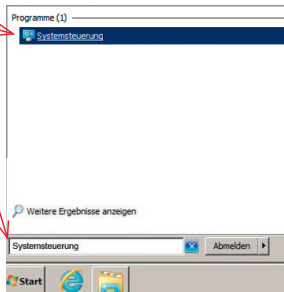 Programme (1)
Systemsteuerung
Weitere Ergebnisse anzeigen
Systemsteuerung
Abmelden
Start